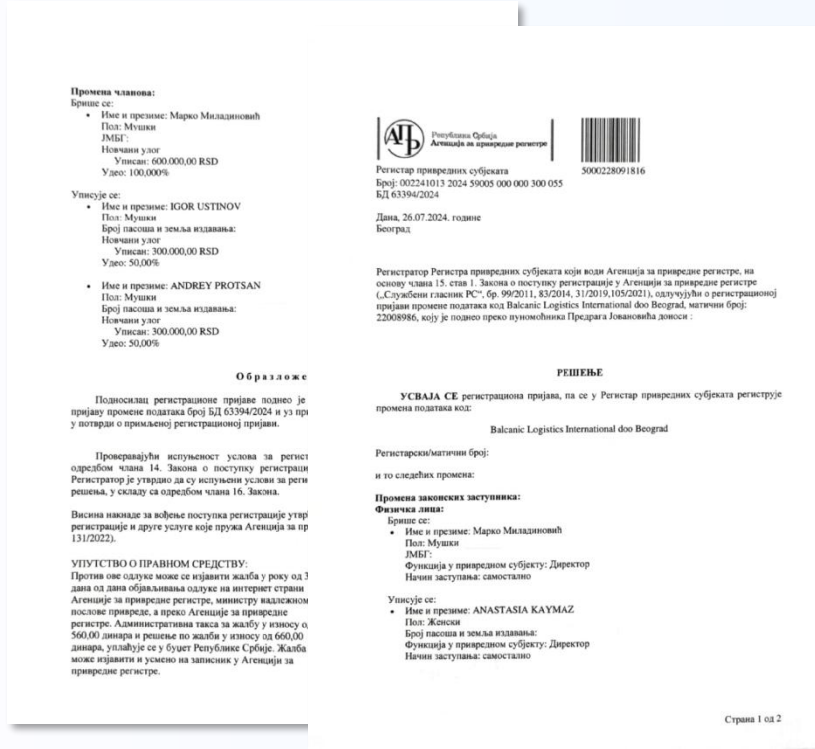 Промена чланова:
Брише се:
• Име и презиме: Марко Миладиновић
Пол: Мушки
ЈМБГ:
Новчани улог
Уписан: 600.000,00 RSD
Удео: 100,000%
Уписује се:
• Име и презиме: IGOR USTINOV
Пол: Мушки
Број пасоша и земља издавања:
Новчани улог
Уписан: 300.000,00 RSD
Удео: 50,00%
• Име и презиме: ANDREY PROTSAN
Пол: Мушки
Број пасоша и земља издавања:
Новчани улог
Уписан: 300.000,00 RSD
Удео: 50,00%
Образложе
Подносилац регистрационе пријаве поднео је
пријаву промене података број БД 63394/2024 и уз при
у потврди о примљеној регистрационој пријави.
Проверавајући испуњеност услова за регист
одредбом члана 14. Закона о поступку регистраци
Регистратор је утврдио да су испуњени услови за реги
решења, у складу са одредбом члана 16. Закона.
Висина накнаде за вођење поступка регистрације утвр
регистрације и друге услуге које пружа Агенција за пр
131/2022).
УПУТСТВО О ПРАВНОМ СРЕДСТВУ:
Против ове одлуке може се изјавити жалба у року од 3
дана од дана објављивања одлуке на интернет страни
Агенције за привредне регистре, министру надлежном
послове привреде, а преко Агенције за привредне
регистре. Административна такса за жалбу у износу о
560,00 динара и решење по жалби у износу од 660,00
динара, уплаћује се у буџет Републике Србије. Жалба
може изјавити и усмено на записник у Агенцији за
привредне регистре.
АПР
Република Србија
Агенција за привредне регистре
Регистар привредних субјеката
5000228091816
Број: 002241013 2024 59005 000 000 300 055
БД 63394/2024
Дана, 26.07.2024. године
Београд
Регистратор Регистра привредних субјеката који води Агенција за привредне регистре, на
основу члана 15. став 1. Закона о поступку регистрације у Агенцији за привредне регистре
(„Службени гласник РС“, бр. 99/2011, 83/2014, 31/2019,105/2021), одлучујући о регистрационој
пријави промене података код Balcanic Logistics International doo Beograd, матични број:
22008986, коју је поднео преко пуномоћника Предрага Јовановића доноси :
РЕШЕЊЕ
УСВАЈА СЕ регистрациона пријава, па се у Регистар привредних субјеката региструје
промена података код:
Balcanic Logistics International doo Beograd
Регистарски/матични број:
и то следећих промена:
Промена законских заступника:
Физичка лица:
Брише се:
• Име и презиме: Марко Миладиновић
Пол: Мушки
ЈМБГ:
Функција у привредном субјекту: Директор
Начин заступања: самостално
Уписује се:
• Име и презиме: ANASTASIA KAYMAZ
Пол: Женски
Број пасоша и земља издавања:
Функција у привредном субјекту: Директор
Начин заступања: самостално
Страна 1 од 2